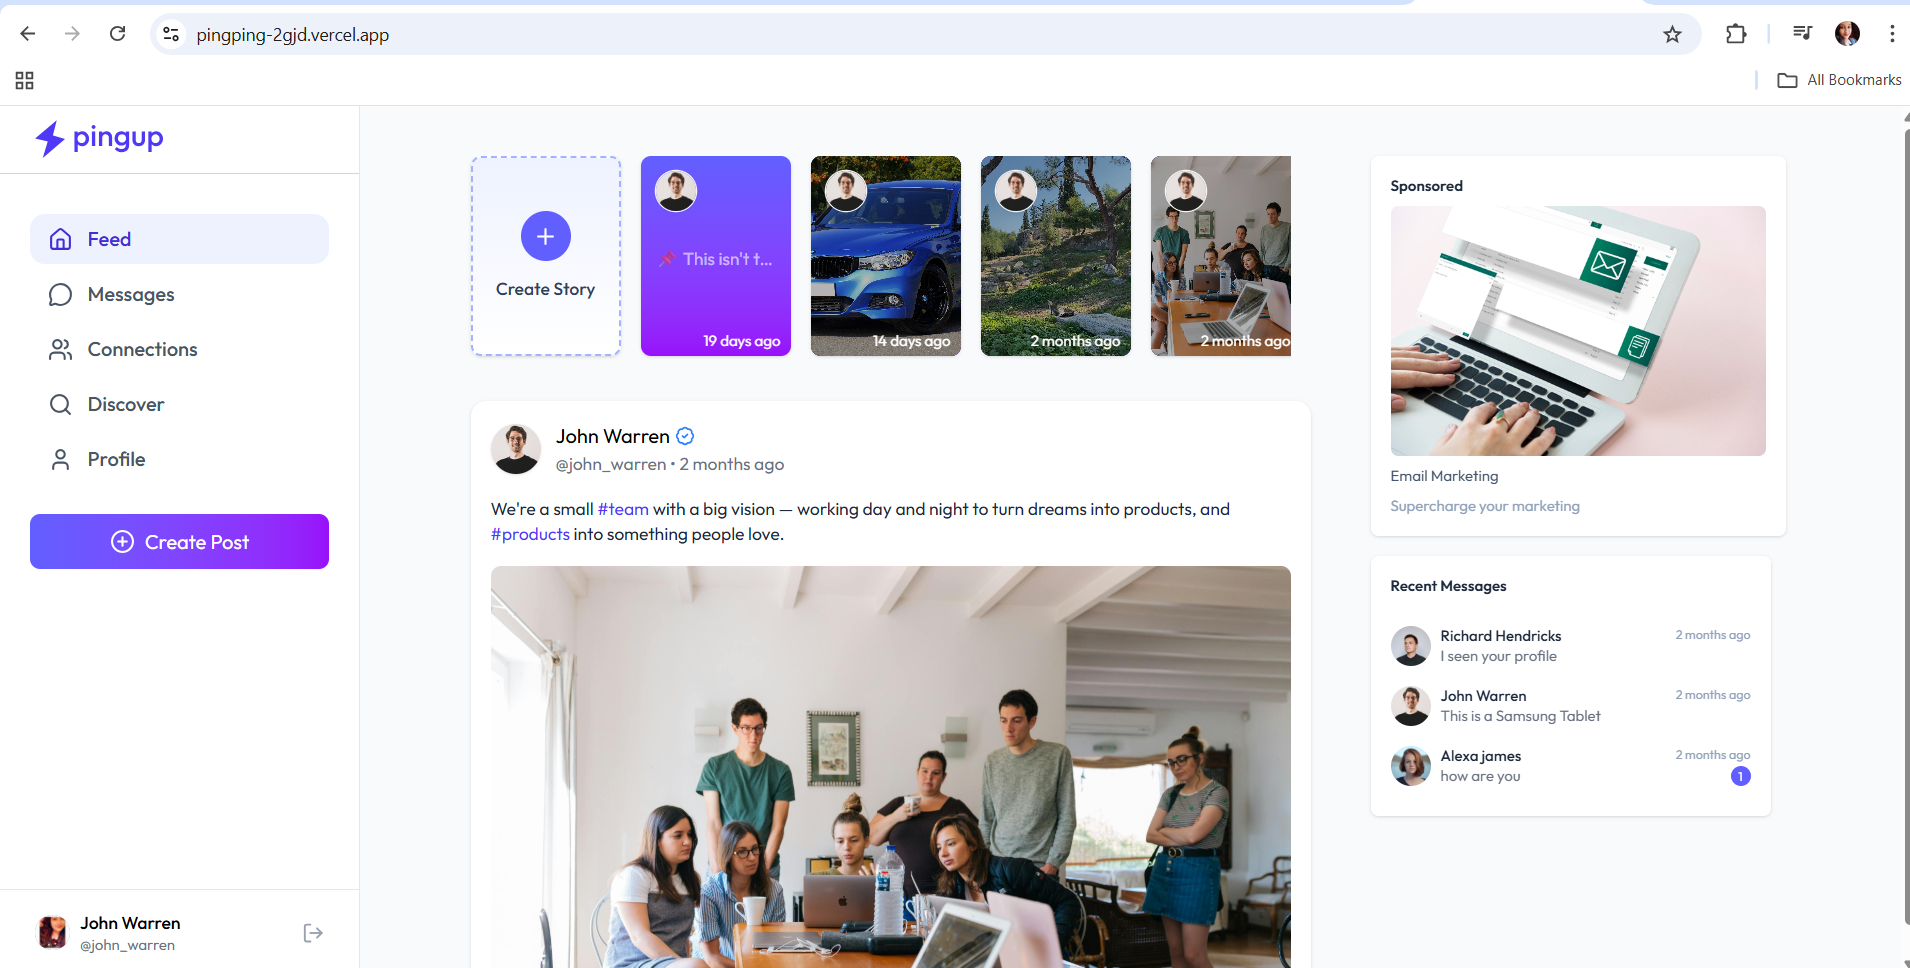 pingping-2gjd.vercel.app
All Bookmarks
pingup
Feed
Messages
Connections
Discover
Profile
Create Post
John Warren
@john_warren
Create Story
This isn't t...
19 days ago
14 days ago
2 months ago
2 months ago
John Warren
@john_warren • 2 months ago
We're a small #team with a big vision — working day and night to turn dreams into products, and
#products into something people love.
Sponsored
Email Marketing
Supercharge your marketing
Recent Messages
Richard Hendricks 2 months ago
I seen your profile
John Warren 2 months ago
This is a Samsung Tablet
Alexa james 2 months ago
how are you 1